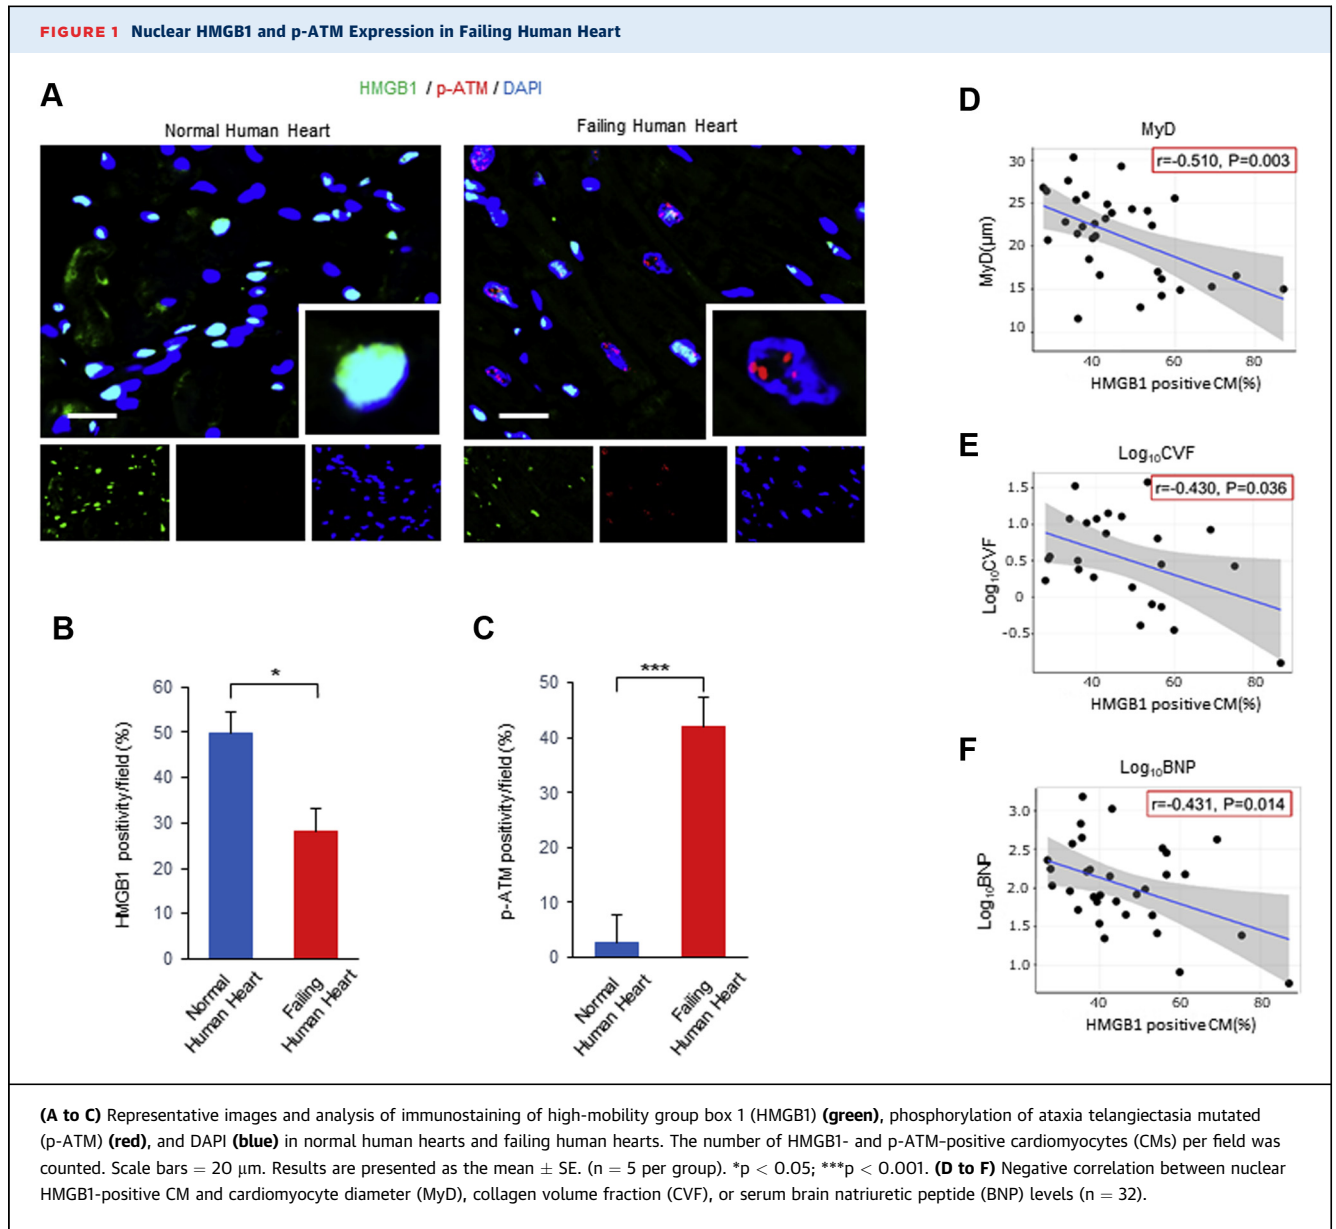 FIGURE 1 Nuclear HMGB1 and p-ATM Expression in Failing Human Heart
A
HMGB1 / p-ATM / DAPI
Normal Human Heart
Failing Human Heart
B
HMGB1 positivity/field (%)
60
50
40
30
20
10
0
*
Normal
Human Heart
Failing
Human Heart
C
p-ATM positivity/field (%)
50
40
30
20
10
0
***
Normal
Human Heart
Failing
Human Heart
D
MyD
r=-0.510, P=0.003
MyD(µm)
30
25
20
15
10
40 60 80
HMGB1 positive CM(%)
E
Log₁₀CVF
r=-0.430, P=0.036
Log₁₀CVF
1.5
1.0
0.5
0
-0.5
40 60 80
HMGB1 positive CM(%)
F
Log₁₀BNP
r=-0.431, P=0.014
Log₁₀BNP
3.0
2.5
2.0
1.5
1.0
40 60 80
HMGB1 positive CM(%)
(A to C) Representative images and analysis of immunostaining of high-mobility group box 1 (HMGB1) (green), phosphorylation of ataxia telangiectasia mutated
(p-ATM) (red), and DAPI (blue) in normal human hearts and failing human hearts. The number of HMGB1- and p-ATM-positive cardiomyocytes (CMs) per field was
counted. Scale bars = 20 µm. Results are presented as the mean ± SE. (n = 5 per group). *p < 0.05; ***p < 0.001. (D to F) Negative correlation between nuclear
HMGB1-positive CM and cardiomyocyte diameter (MyD), collagen volume fraction (CVF), or serum brain natriuretic peptide (BNP) levels (n = 32).